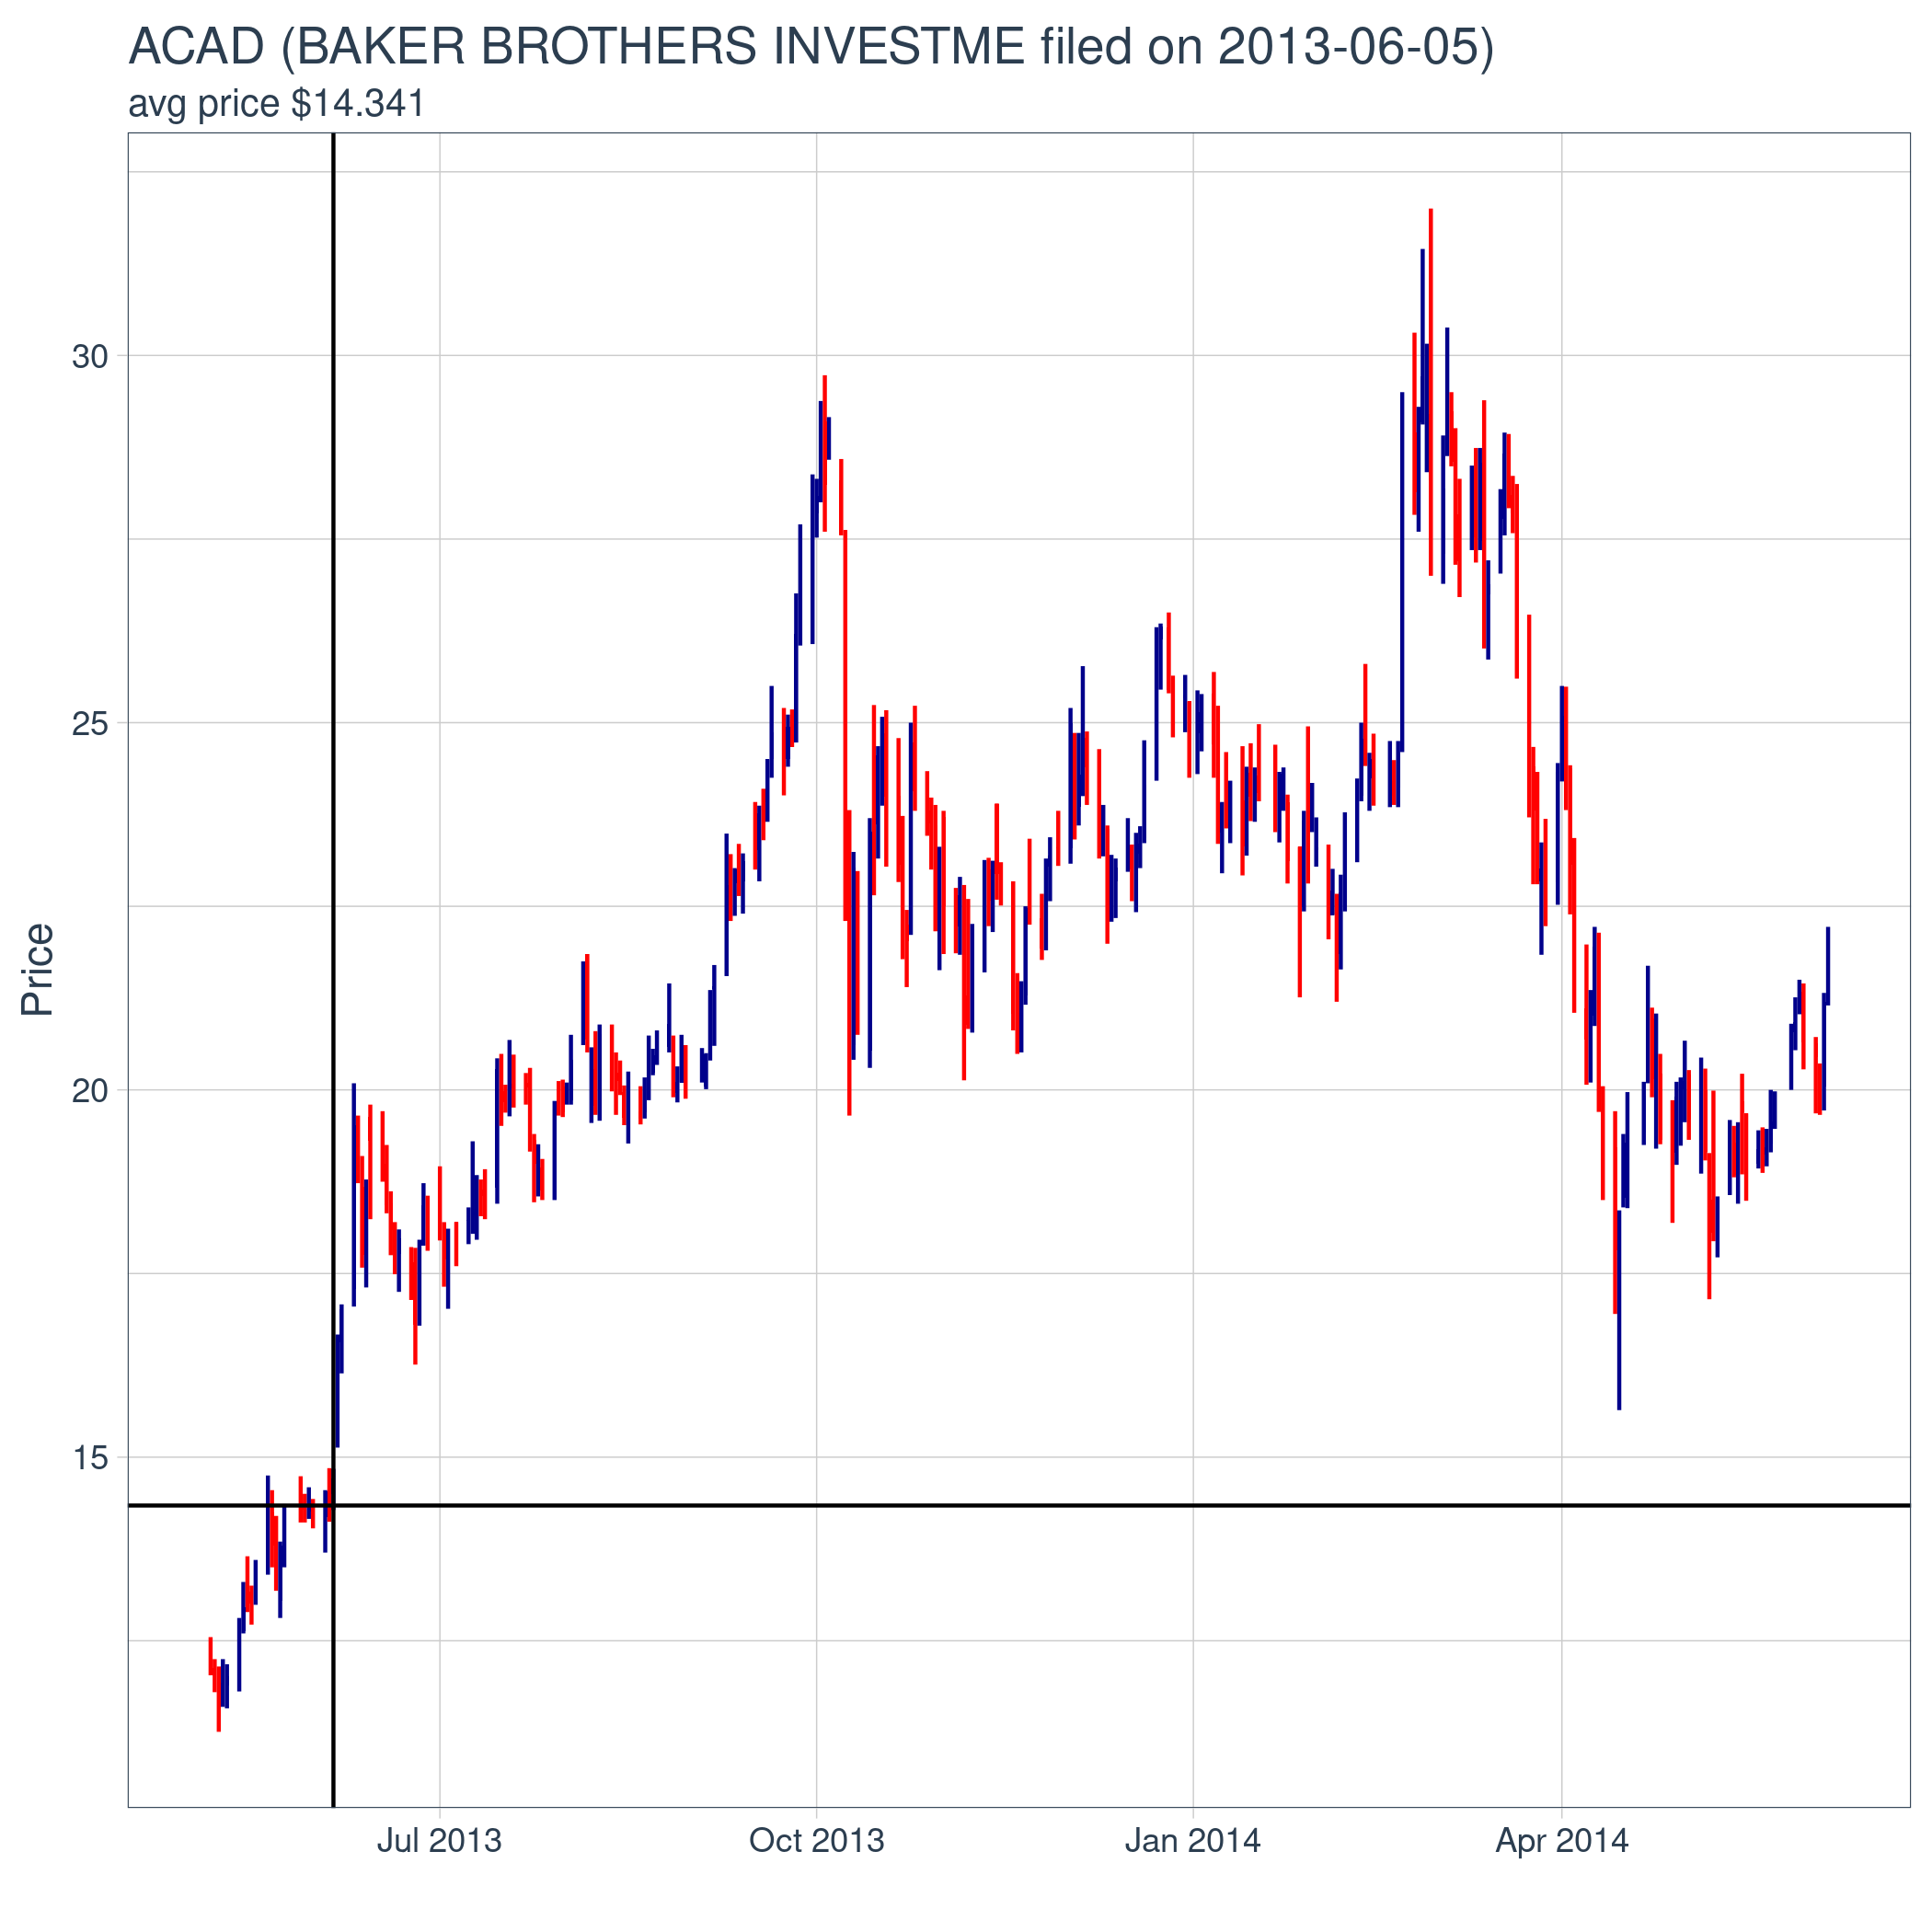 ACAD (BAKER BROTHERS INVESTME filed on 2013-06-05)
avg price $14.341
30
25
20
15
Price
Jul 2013
Oct 2013
Jan 2014
Apr 2014